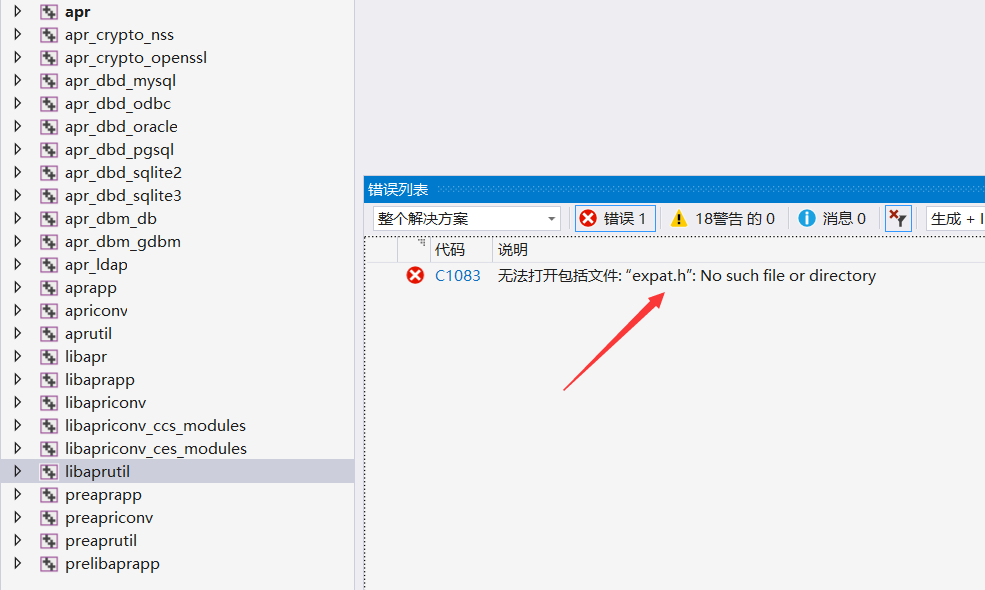 apr
apr_crypto_nss
apr_crypto_openssl
apr_dbd_mysql
apr_dbd_odbc
apr_dbd_oracle
apr_dbd_pgsql
apr_dbd_sqlite2
apr_dbd_sqlite3
apr_dbm_db
apr_dbm_gdbm
apr_ldap
aprapp
apriconv
aprutil
libapr
libaprapp
libapriconv
libapriconv_ccs_modules
libapriconv_ces_modules
libaprutil
preaprapp
preapriconv
preaprutil
prelibaprapp
错误列表
整个解决方案 错误 1 18警告 的 0 消息 0 生成 + I
代码 说明
C1083 无法打开包括文件: “expat.h”: No such file or directory